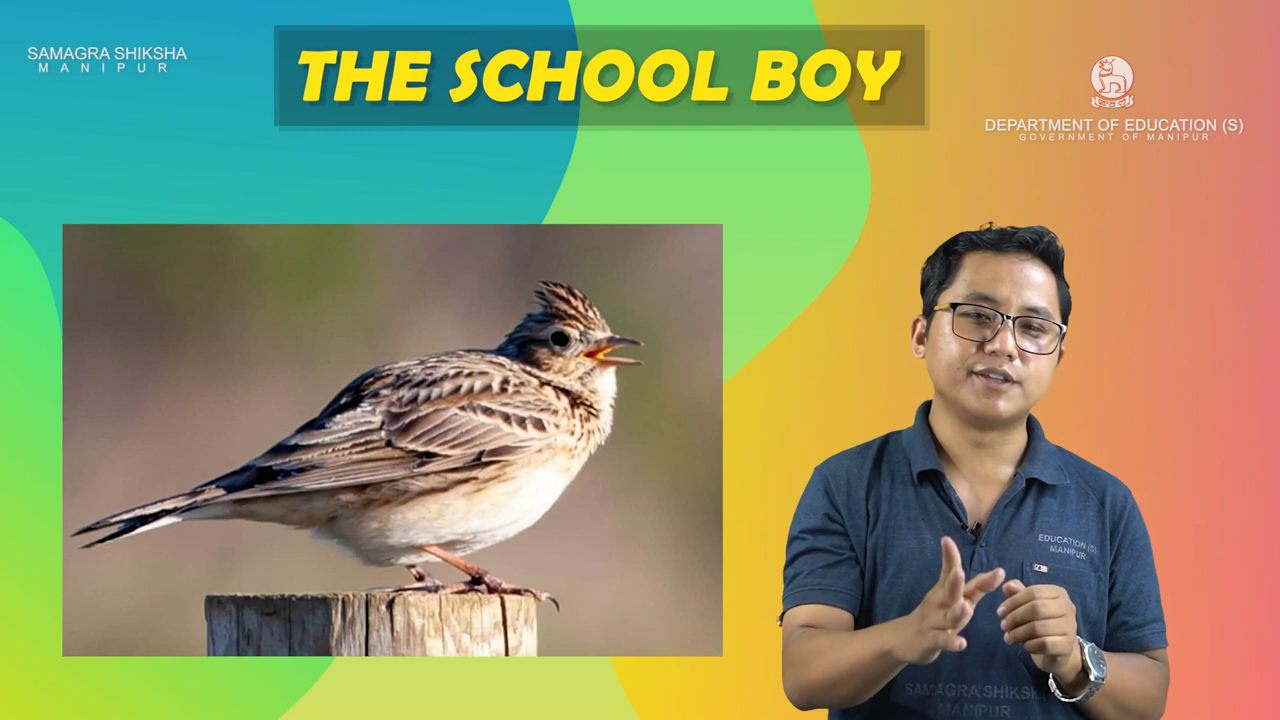 SAMAGRA SHIKSHA
MANIPUR
THE SCHOOL BOY
DEPARTMENT OF EDUCATION (S)
GOVERNMENT OF MANIPUR
EDUCATION (S)
MANIPUR
SAMAGRA SHIKSHA
MANIPUR